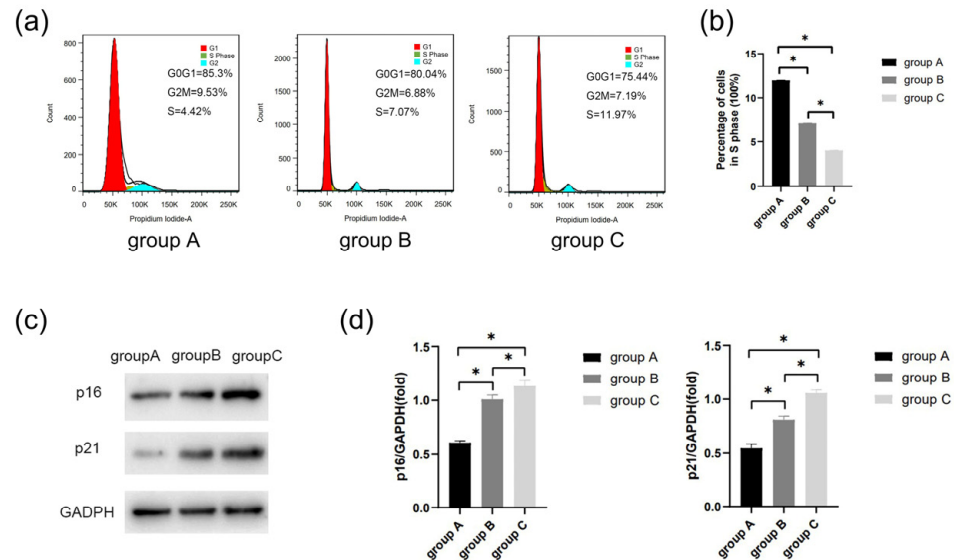 (a)
800
600
400
200
0
Count
G1
S Phase
G2
G0G1=85.3%
G2M=9.53%
S=4.42%
0 50K 100K 150K 200K 250K
Propidium Iodide-A
group A
2000
1500
1000
500
0
Count
G1
S Phase
G2
G0G1=80.04%
G2M=6.88%
S=7.07%
0 50K 100K 150K 200K 250K
Propidium Iodide-A
group B
1500
1000
500
0
Count
G1
S Phase
G2
G0G1=75.44%
G2M=7.19%
S=11.97%
0 50K 100K 150K 200K 250K
Propidium Iodide-A
group C
(b)
Percentage of cells
in S phase (100%)
15
10
5
0
*
*
*
group A
group B
group C
group A
group B
group C
(c)
groupA groupB groupC
p16
p21
GADPH
(d)
p16/GAPDH(fold)
1.5
1.0
0.5
0.0
*
*
*
group A
group B
group C
group A
group B
group C
p21/GAPDH(fold)
1.5
1.0
0.5
0.0
*
*
*
group A
group B
group C
group A
group B
group C